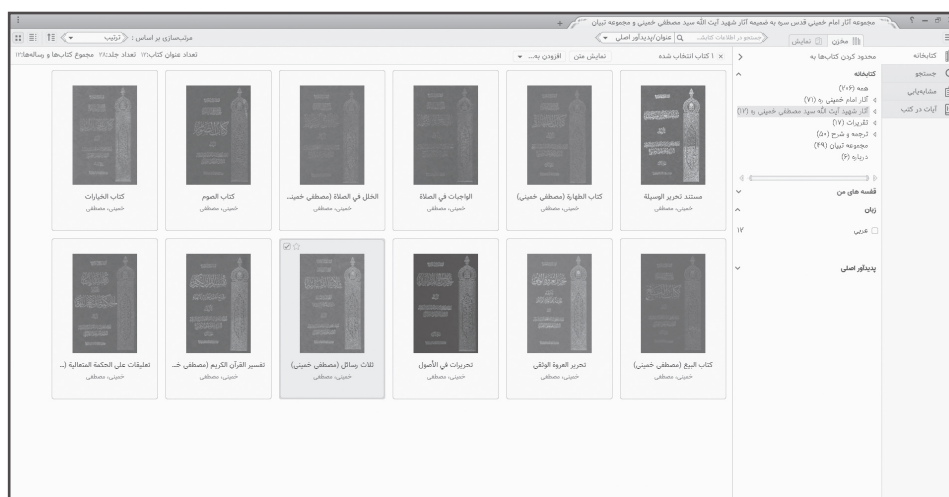 مجموعه آثار امام خمینی قدس سره به ضمیمه آثار شهید آیت الله سید مصطفی خمینی و مجموعه تبیان
مخزن
نمایش
جستجو در اطلاعات کتابشـ...
عنوان/پدیدآور اصلی
مرتب‌سازی بر اساس :
ترتیب
کتابخانه
جستجو
مشابه‌یابی
آیات در کتب
محدود کردن کتاب‌ها به
کتابخانه
همه (۲۰۶)
آثار امام خمینی ره (۷۱)
آثار شهید آیت الله سید مصطفی خمینی ره (۱۲)
تقریرات (۱۷)
ترجمه و شرح (۵۰)
مجموعه تبیان (۴۹)
درباره (۶)
قفسه های من
زبان
عربی
۱۲
پدیدآور اصلی
× ۱ کتاب انتخاب شده
نمایش متن
افزودن به...
تعداد عنوان کتاب:۱۲ تعداد جلد:۲۸ مجموع کتاب‌ها و رساله‌ها:۱۲
مستند تحریر الوسیلة
خمینی، مصطفی
کتاب الطهارة (مصطفی خمینی)
خمینی، مصطفی
الواجبات في الصلاة
خمینی، مصطفی
الخلل في الصلاة (مصطفی خمینـ...
خمینی، مصطفی
کتاب الصوم
خمینی، مصطفی
کتاب الخیارات
خمینی، مصطفی
کتاب البیع (مصطفی خمینی)
خمینی، مصطفی
تحریر العروة الوثقی
خمینی، مصطفی
تحریرات في الأصول
خمینی، مصطفی
ثلاث رسائل (مصطفی خمینی)
خمینی، مصطفی
تفسیر القرآن الکریم (مصطفی خـ...
خمینی، مصطفی
تعلیقات علی الحکمة المتعالیة (...
خمینی، مصطفی